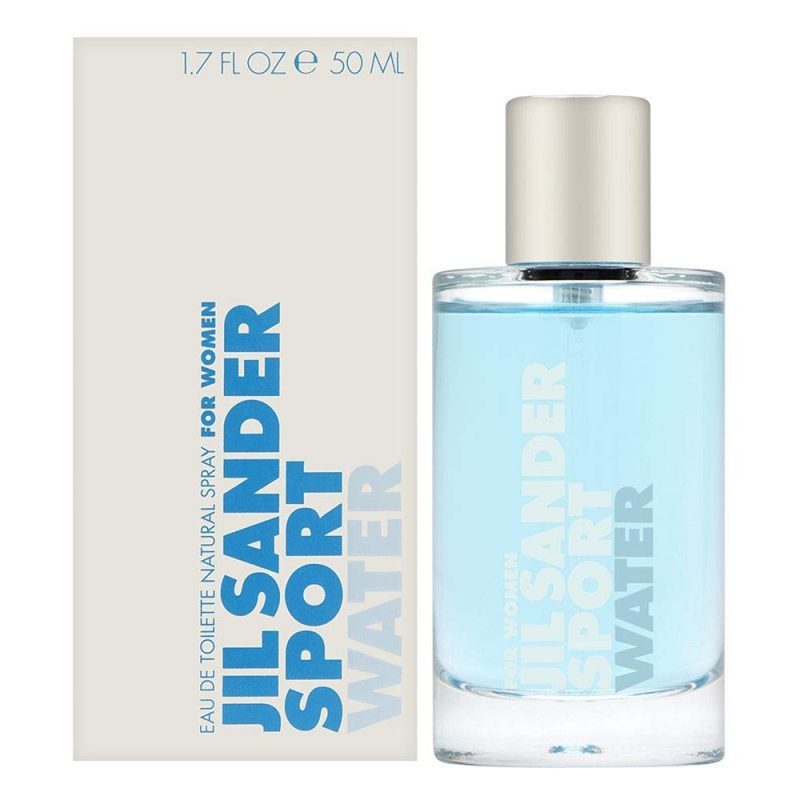 1.7 FL OZ e 50 ML
EAU DE TOILETTE NATURAL SPRAY FOR WOMEN
JIL SANDER
SPORT
WATER
FOR WOMEN
JIL SANDER
SPORT
WATER